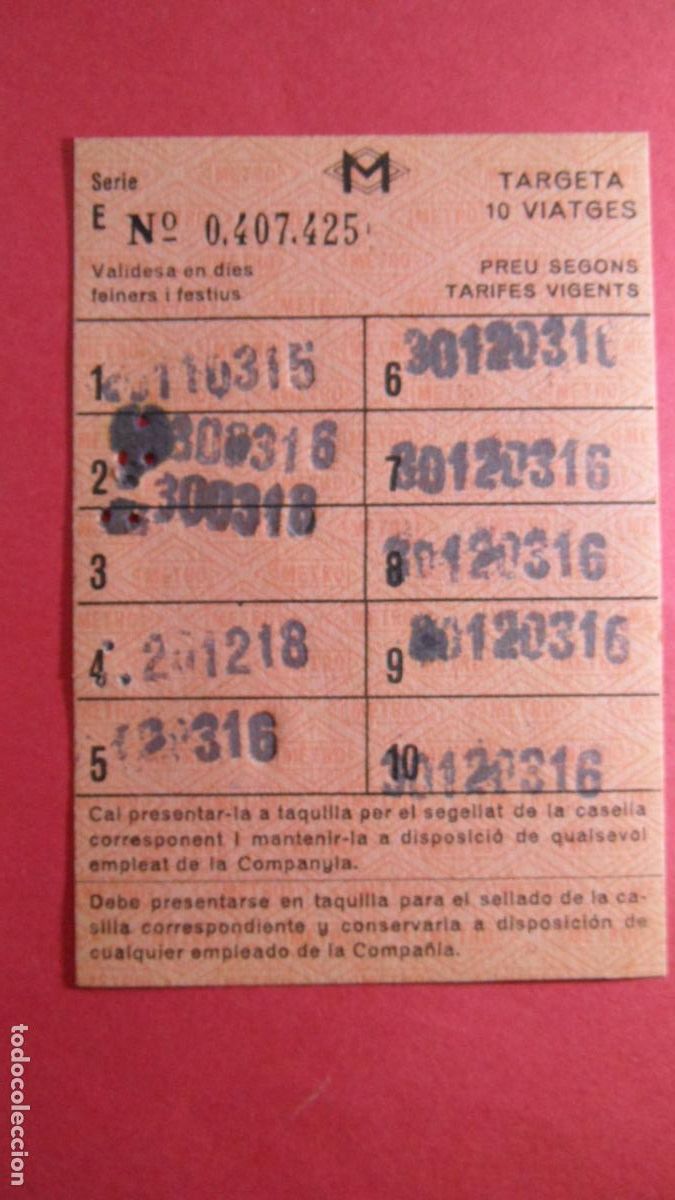 Serie
M
TARGETA
E Nº 0.407.425
10 VIATGES
Validesa en dies
feiners i festius
PREU SEGONS
TARIFES VIGENTS
1
6 30120316
2
7 30120316
300318
3
8
4 201218
9
5
10 30120316
Cal presentar-la a taquilla per el segellat de la casella
corresponent i mantenir-la a disposició de qualsevol
empleat de la Companyia.
Debe presentarse en taquilla para el sellado de la ca-
silla correspondiente y conservarla a disposición de
cualquier empleado de la Compañía.
todocoleccion